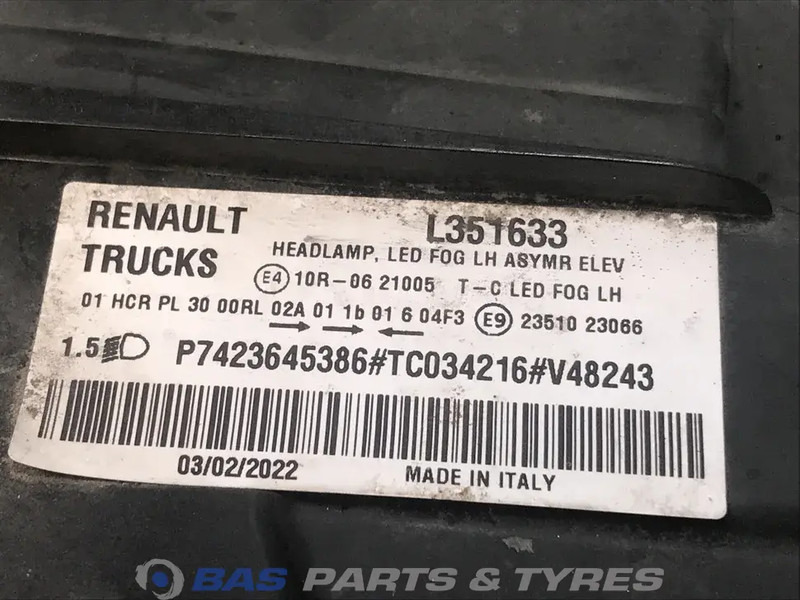 RENAULT TRUCKS
L351633
HEADLAMP, LED FOG LH ASYMR ELEV
E4 10R-06 21005 T-C LED FOG LH
01 HCR PL 30 00RL 02A 01 1b 01 6 04F3 E9 23510 23066
1.5
P7423645386#TC034216#V48243
03/02/2022 MADE IN ITALY
BAS PARTS & TYRES